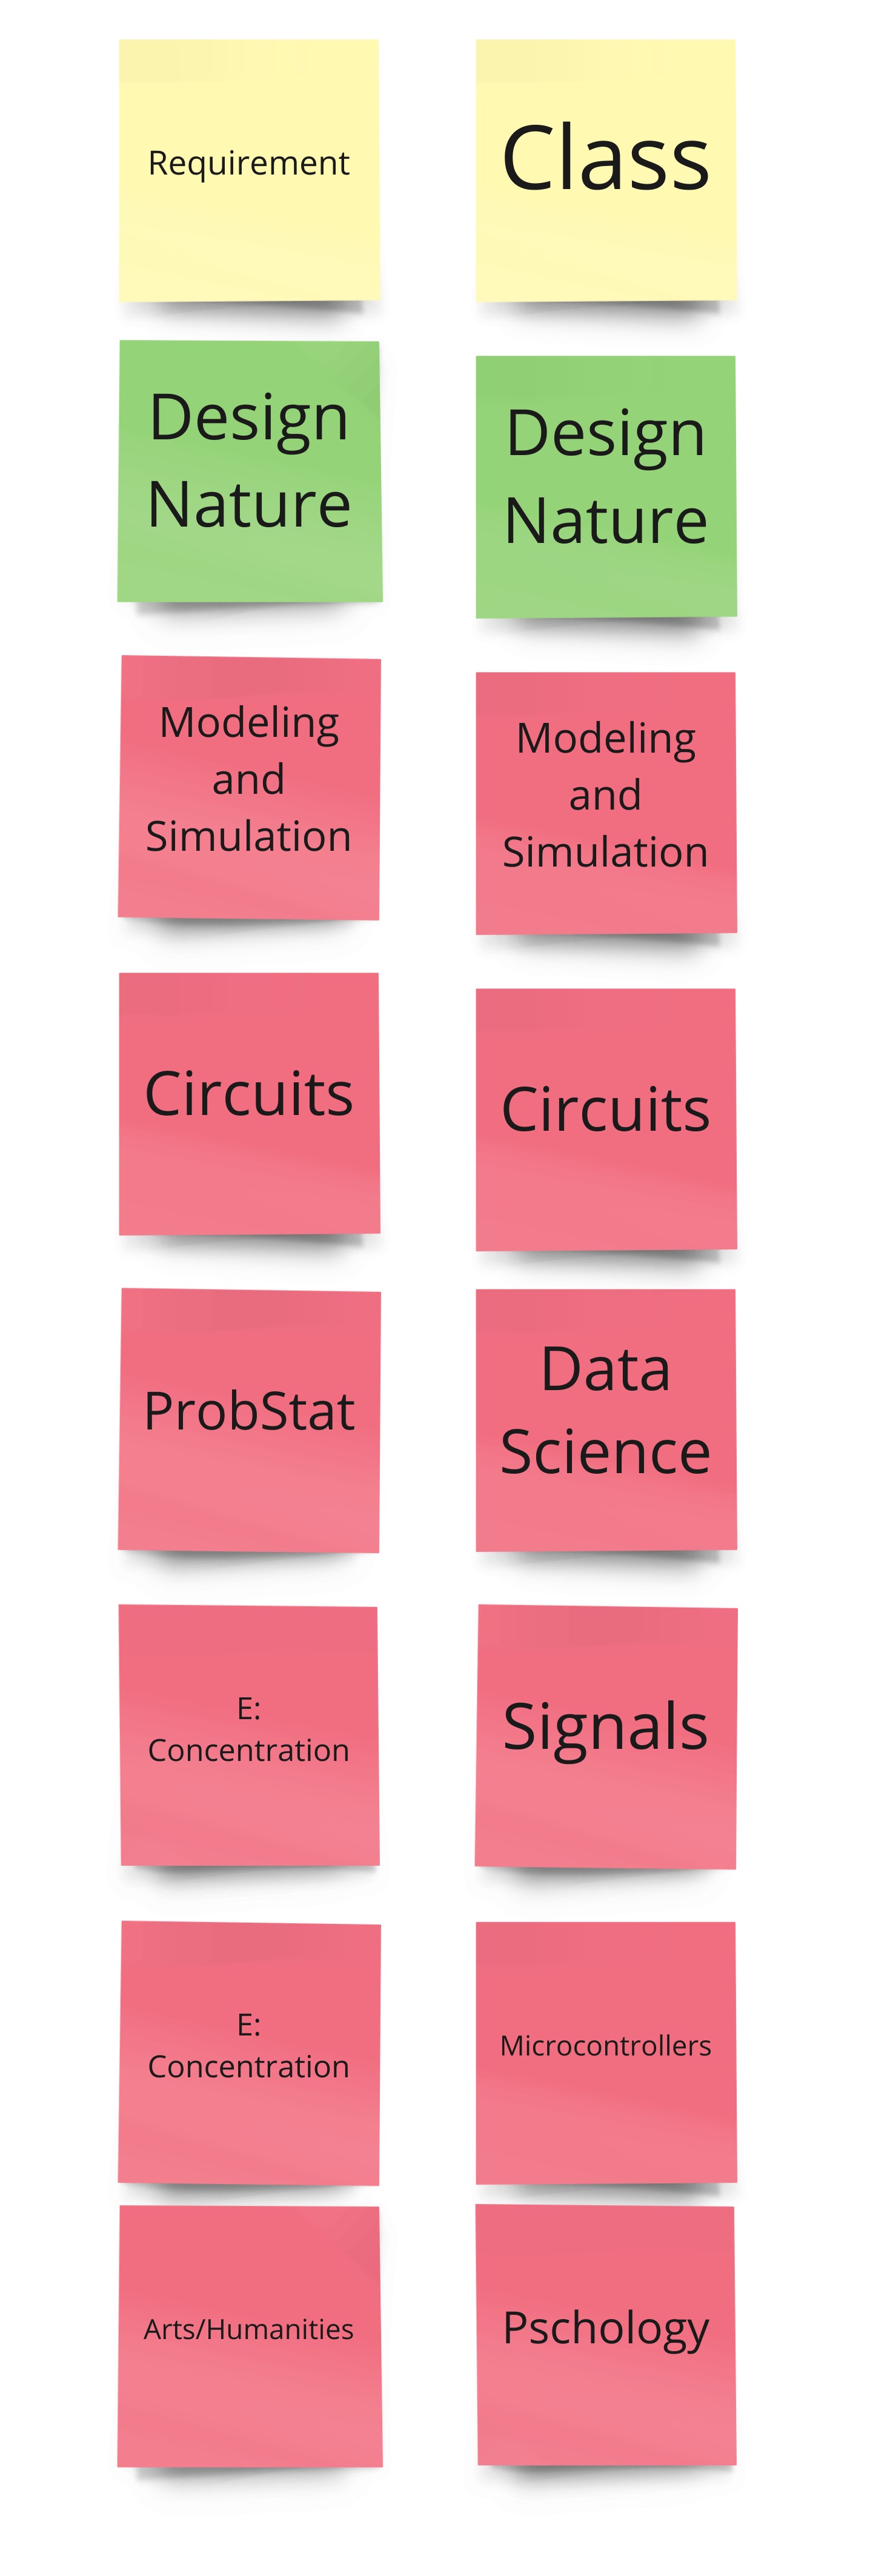 Requirement
Class
Design
Nature
Design
Nature
Modeling
and
Simulation
Modeling
and
Simulation
Circuits
Circuits
ProbStat
Data
Science
E:
Concentration
Signals
E:
Concentration
Microcontrollers
Arts/Humanities
Pschology